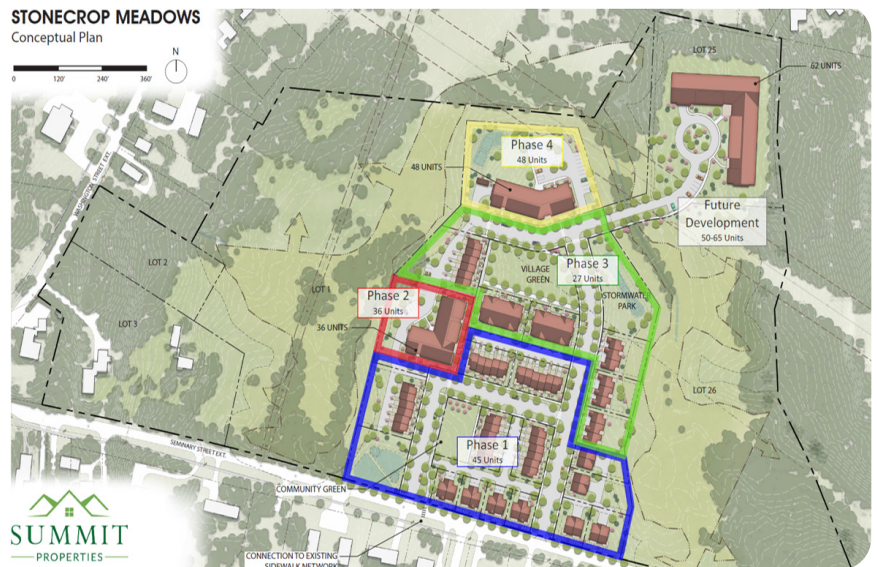 STONECROP MEADOWS
Conceptual Plan
N
0 120' 240' 360'
LOT 25
62 UNITS
WASHINGTON STREET EXT.
Phase 4
48 Units
48 UNITS
Future
Development
50-65 Units
LOT 2
VILLAGE
GREEN
Phase 3
27 Units
LOT 1
Phase 2
36 Units
STORMWAT
PARK
LOT 3
36 UNITS
LOT 26
SEMINARY STREET EXT.
Phase 1
45 Units
COMMUNITY GREEN
SUMMIT
PROPERTIES
CONNECTION TO EXISTING
SIDEWALK NETWORK